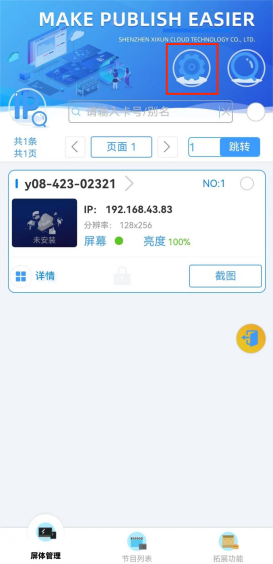 MAKE PUBLISH EASIER
SHENZHEN XIXUN CLOUD TECHNOLOGY CO., LTD.
IP
请输入卡号/别名
共1条
共1页
页面 1
1
跳转
y08-423-02321
NO:1
未安装
IP: 192.168.43.83
分辨率: 128x256
屏幕
亮度 100%
详情
截图
屏体管理
节目列表
拓展功能